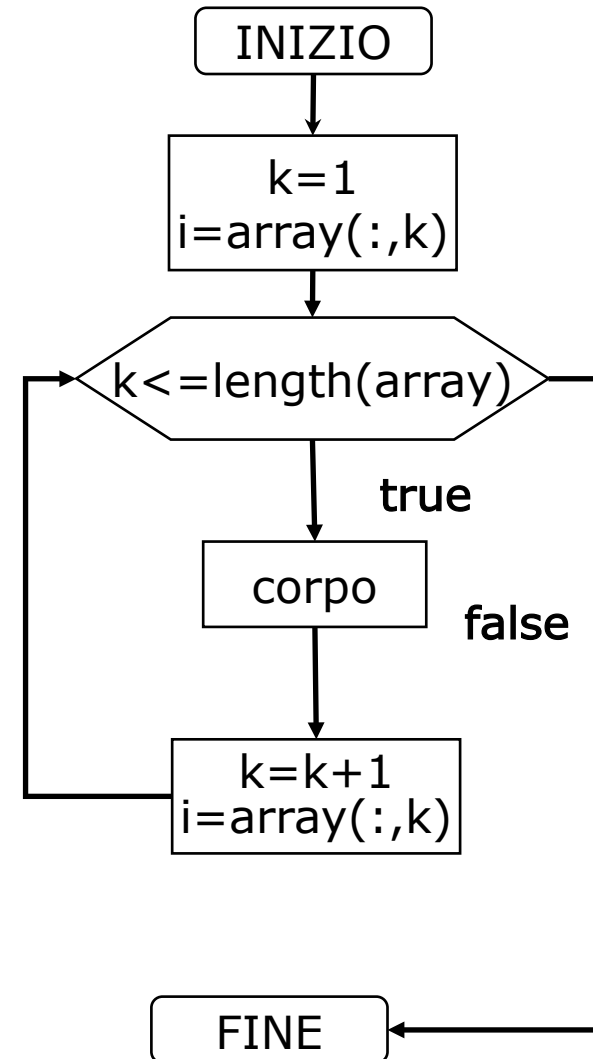 INIZIO
k=1
i=array(:,k)
k<=length(array)
true
corpo
false
k=k+1
i=array(:,k)
FINE